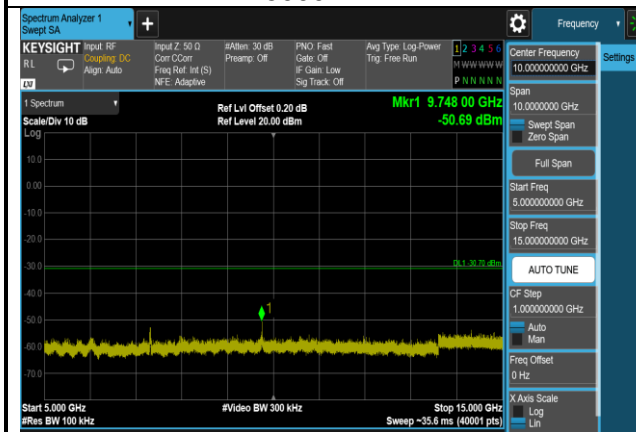 Spectrum Analyzer 1
Swept SA
+
Frequency
KEYSIGHT
RL
Input: RF
Coupling: DC
Align: Auto
Input Z: 50 Ω
Corr CCorr
Freq Ref: Int (S)
NFE: Adaptive
#Atten: 30 dB
Preamp: Off
PNO: Fast
Gate: Off
IF Gain: Low
Sig Track: Off
Avg Type: Log-Power
Trig: Free Run
1 2 3 4 5 6
M W W W W W
P N N N N N
1 Spectrum
Scale/Div 10 dB
Log
Ref Lvl Offset 0.20 dB
Ref Level 20.00 dBm
Mkr1 9.748 00 GHz
-50.69 dBm
10.0
0.00
-10.0
-20.0
-30.0
-40.0
-50.0
-60.0
-70.0
DL1 -30.70 dBm
1
Start 5.000 GHz
#Res BW 100 kHz
#Video BW 300 kHz
Stop 15.000 GHz
Sweep ~35.6 ms (40001 pts)
Center Frequency
10.000000000 GHz
Settings
Span
10.0000000 GHz
Swept Span
Zero Span
Full Span
Start Freq
5.000000000 GHz
Stop Freq
15.000000000 GHz
AUTO TUNE
CF Step
1.000000000 GHz
Auto
Man
Freq Offset
0 Hz
X Axis Scale
Log
Lin